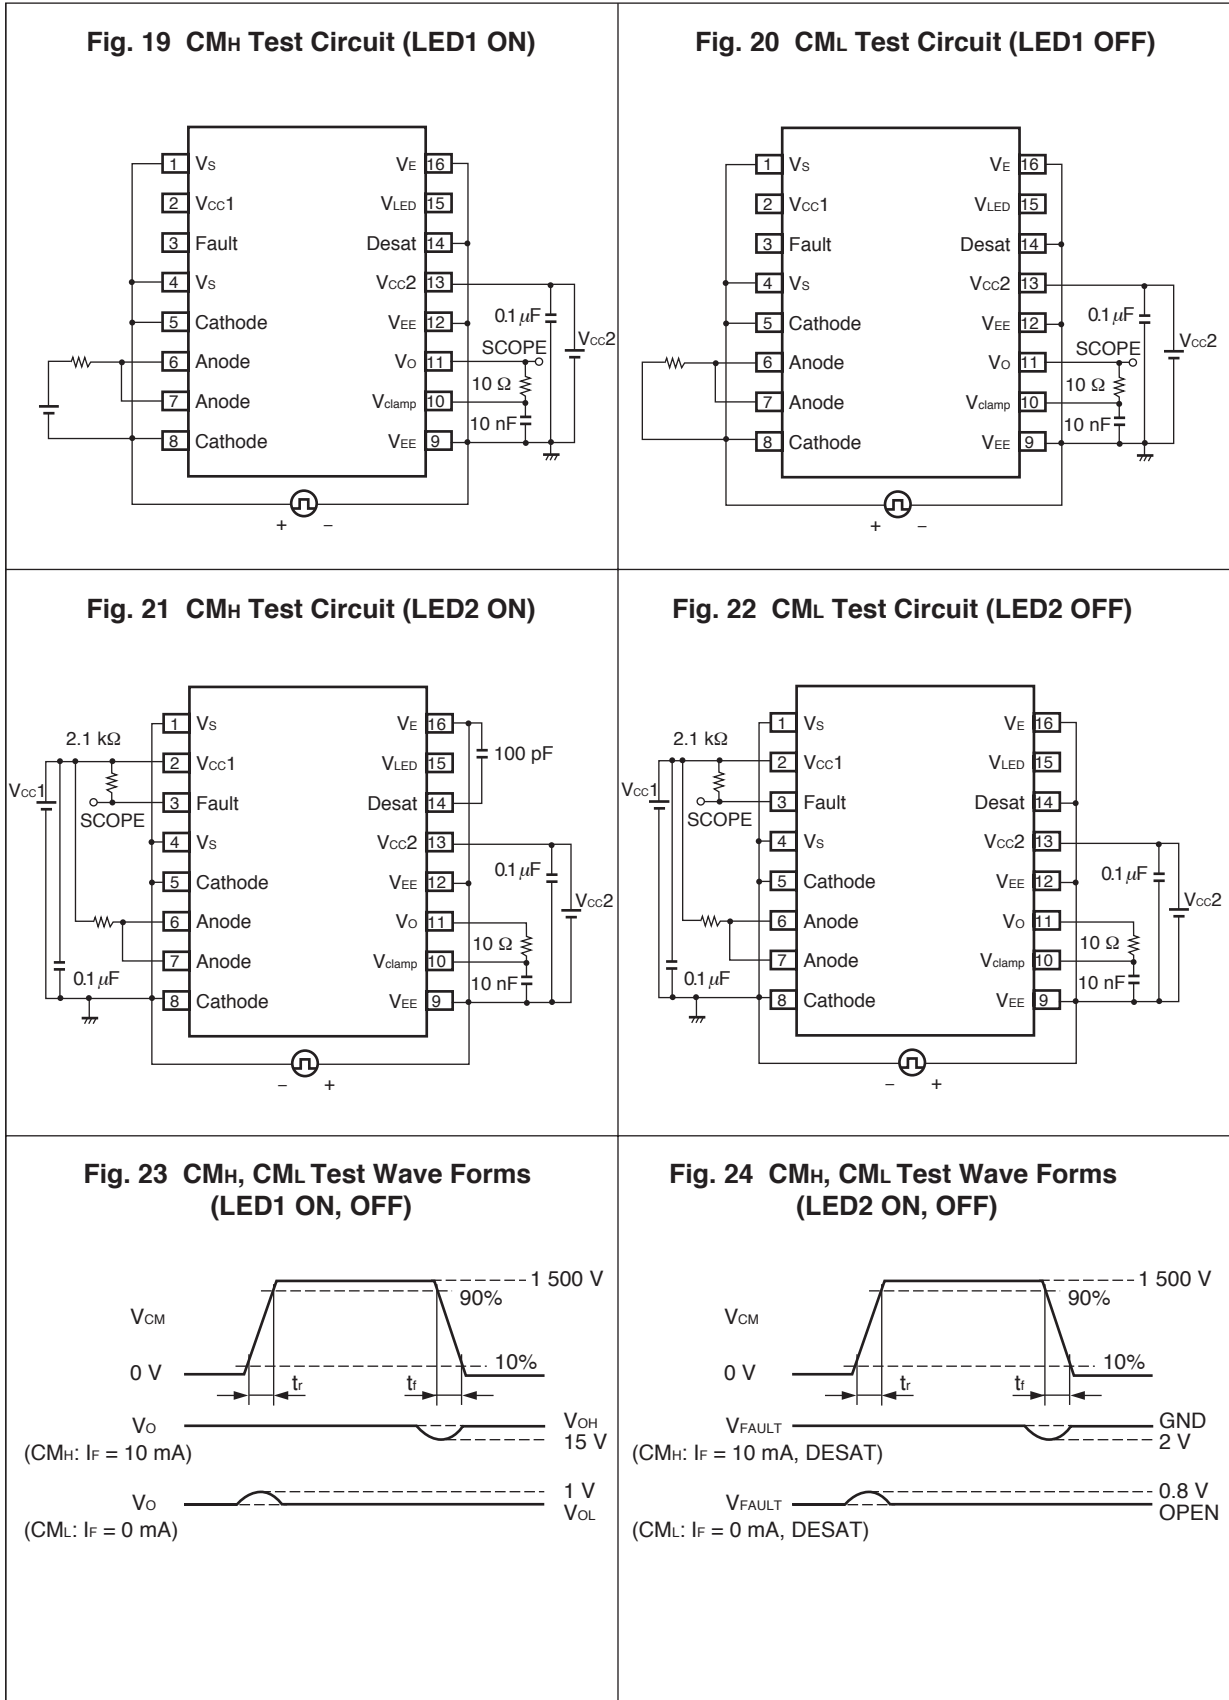 Fig. 19 CMH Test Circuit (LED1 ON)
1 VS
2 VCC1
3 Fault
4 VS
5 Cathode
6 Anode
7 Anode
8 Cathode
VE 16
VLED 15
Desat 14
VCC2 13
VEE 12
VO 11
Vclamp 10
VEE 9
0.1 μF
VCC2
SCOPE
10 Ω
10 nF
+ −
Fig. 20 CML Test Circuit (LED1 OFF)
1 VS
2 VCC1
3 Fault
4 VS
5 Cathode
6 Anode
7 Anode
8 Cathode
VE 16
VLED 15
Desat 14
VCC2 13
VEE 12
VO 11
Vclamp 10
VEE 9
0.1 μF
VCC2
SCOPE
10 Ω
10 nF
+ −
Fig. 21 CMH Test Circuit (LED2 ON)
2.1 kΩ
VCC1
SCOPE
0.1 μF
1 VS
2 VCC1
3 Fault
4 VS
5 Cathode
6 Anode
7 Anode
8 Cathode
VE 16
VLED 15
Desat 14
VCC2 13
VEE 12
VO 11
Vclamp 10
VEE 9
100 pF
0.1 μF
VCC2
10 Ω
10 nF
− +
Fig. 22 CML Test Circuit (LED2 OFF)
2.1 kΩ
VCC1
SCOPE
0.1 μF
1 VS
2 VCC1
3 Fault
4 VS
5 Cathode
6 Anode
7 Anode
8 Cathode
VE 16
VLED 15
Desat 14
VCC2 13
VEE 12
VO 11
Vclamp 10
VEE 9
0.1 μF
VCC2
10 Ω
10 nF
− +
Fig. 23 CMH, CML Test Wave Forms
(LED1 ON, OFF)
1 500 V
90%
VCM
10%
0 V
tr tf
VO
VOH
15 V
(CMH: IF = 10 mA)
1 V
VO
VOL
(CML: IF = 0 mA)
Fig. 24 CMH, CML Test Wave Forms
(LED2 ON, OFF)
1 500 V
90%
VCM
10%
0 V
tr tf
VFAULT
GND
2 V
(CMH: IF = 10 mA, DESAT)
0.8 V
VFAULT
OPEN
(CML: IF = 0 mA, DESAT)